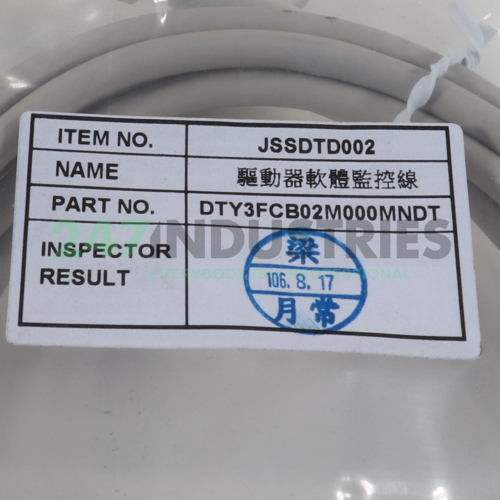 ITEM NO. JSSDTD002
NAME 驅動器軟體監控線
PART NO. DTY3FCB02M000MNDT
247INDUSTRIES
INSPECTOR
RESULT
梁
106.8.17
月常